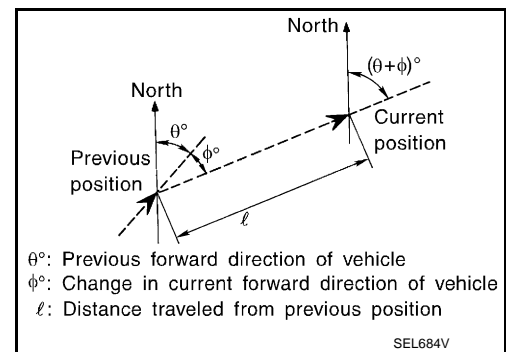 North
(θ+ϕ)°
North
θ°
ϕ°
Current
position
Previous
position
ℓ
θ°: Previous forward direction of vehicle
ϕ°: Change in current forward direction of vehicle
ℓ: Distance traveled from previous position
SEL684V